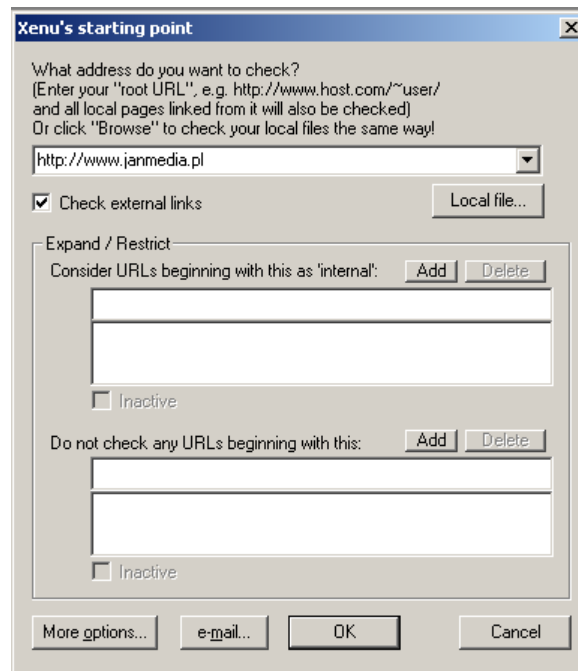 Xenu's starting point
What address do you want to check?
(Enter your "root URL", e.g. http://www.host.com/~user/
and all local pages linked from it will also be checked)
Or click "Browse" to check your local files the same way!
http://www.janmedia.pl
Check external links
Local file...
Expand / Restrict
Consider URLs beginning with this as 'internal': Add Delete
Inactive
Do not check any URLs beginning with this: Add Delete
Inactive
More options... e-mail... OK Cancel